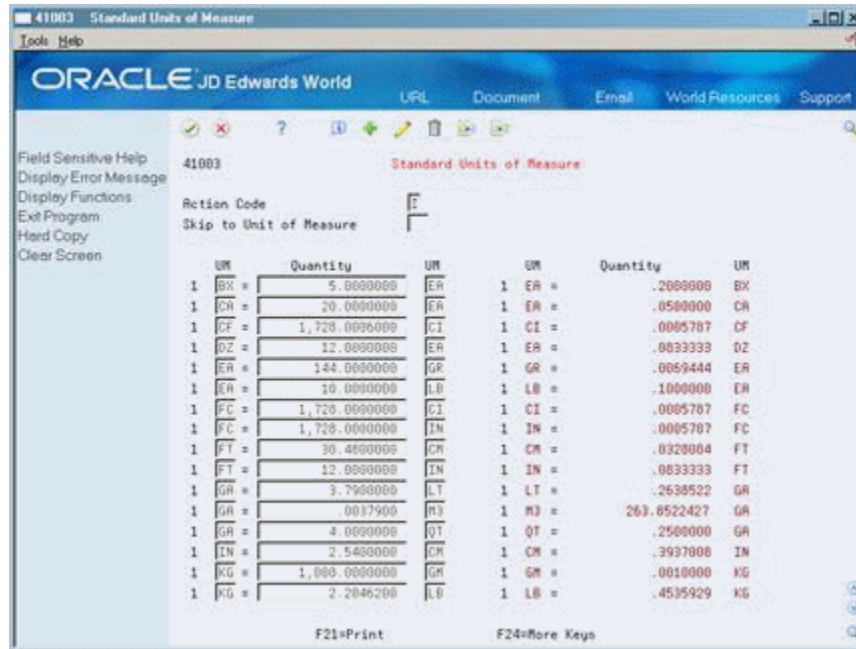 41003 Standard Units of Measure
Tools Help
ORACLE JD Edwards World
URL Document Email World Resources Support
Field Sensitive Help
Display Error Message
Display Functions
Exit Program
Hard Copy
Clear Screen
41003 Standard Units of Measure
Action Code I
Skip to Unit of Measure
UM Quantity UM UM Quantity UM
1 BX = 5.0000000 EA 1 EA = .2000000 BX
1 CA = 20.0000000 EA 1 EA = .0500000 CA
1 CF = 1,728.0006000 CI 1 CI = .0005787 CF
1 DZ = 12.0000000 EA 1 EA = .0833333 DZ
1 EA = 144.0000000 GR 1 GR = .0069444 EA
1 EA = 10.0000000 LB 1 LB = .1000000 EA
1 FC = 1,728.0000000 CI 1 CI = .0005787 FC
1 FC = 1,728.0000000 IN 1 IN = .0005787 FC
1 FT = 30.4800000 CM 1 CM = .0328084 FT
1 FT = 12.0000000 IN 1 IN = .0833333 FT
1 GA = 3.7900000 LT 1 LT = .2638522 GA
1 GA = .0037900 M3 1 M3 = 263.8522427 GA
1 GA = 4.0000000 QT 1 QT = .2500000 GA
1 IN = 2.5400000 CM 1 CM = .3937008 IN
1 KG = 1,000.0000000 GM 1 GM = .0010000 KG
1 KG = 2.2046200 LB 1 LB = .4535929 KG
F21=Print F24=More Keys